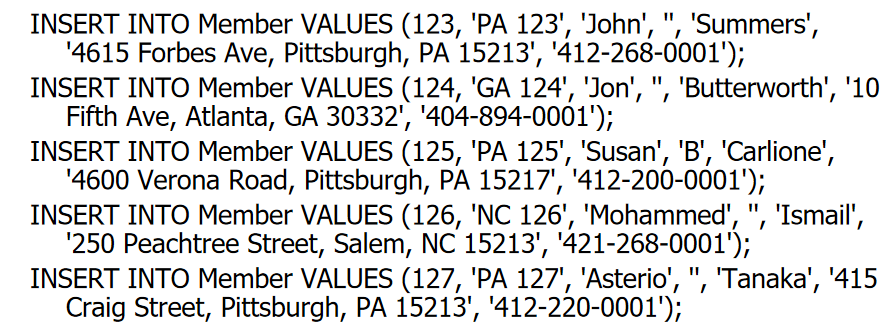 INSERT INTO Member VALUES (123, 'PA 123', 'John', '', 'Summers',
'4615 Forbes Ave, Pittsburgh, PA 15213', '412-268-0001');
INSERT INTO Member VALUES (124, 'GA 124', 'Jon', '', 'Butterworth', '10
Fifth Ave, Atlanta, GA 30332', '404-894-0001');
INSERT INTO Member VALUES (125, 'PA 125', 'Susan', 'B', 'Carlione',
'4600 Verona Road, Pittsburgh, PA 15217', '412-200-0001');
INSERT INTO Member VALUES (126, 'NC 126', 'Mohammed', '', 'Ismail',
'250 Peachtree Street, Salem, NC 15213', '421-268-0001');
INSERT INTO Member VALUES (127, 'PA 127', 'Asterio', '', 'Tanaka', '415
Craig Street, Pittsburgh, PA 15213', '412-220-0001');